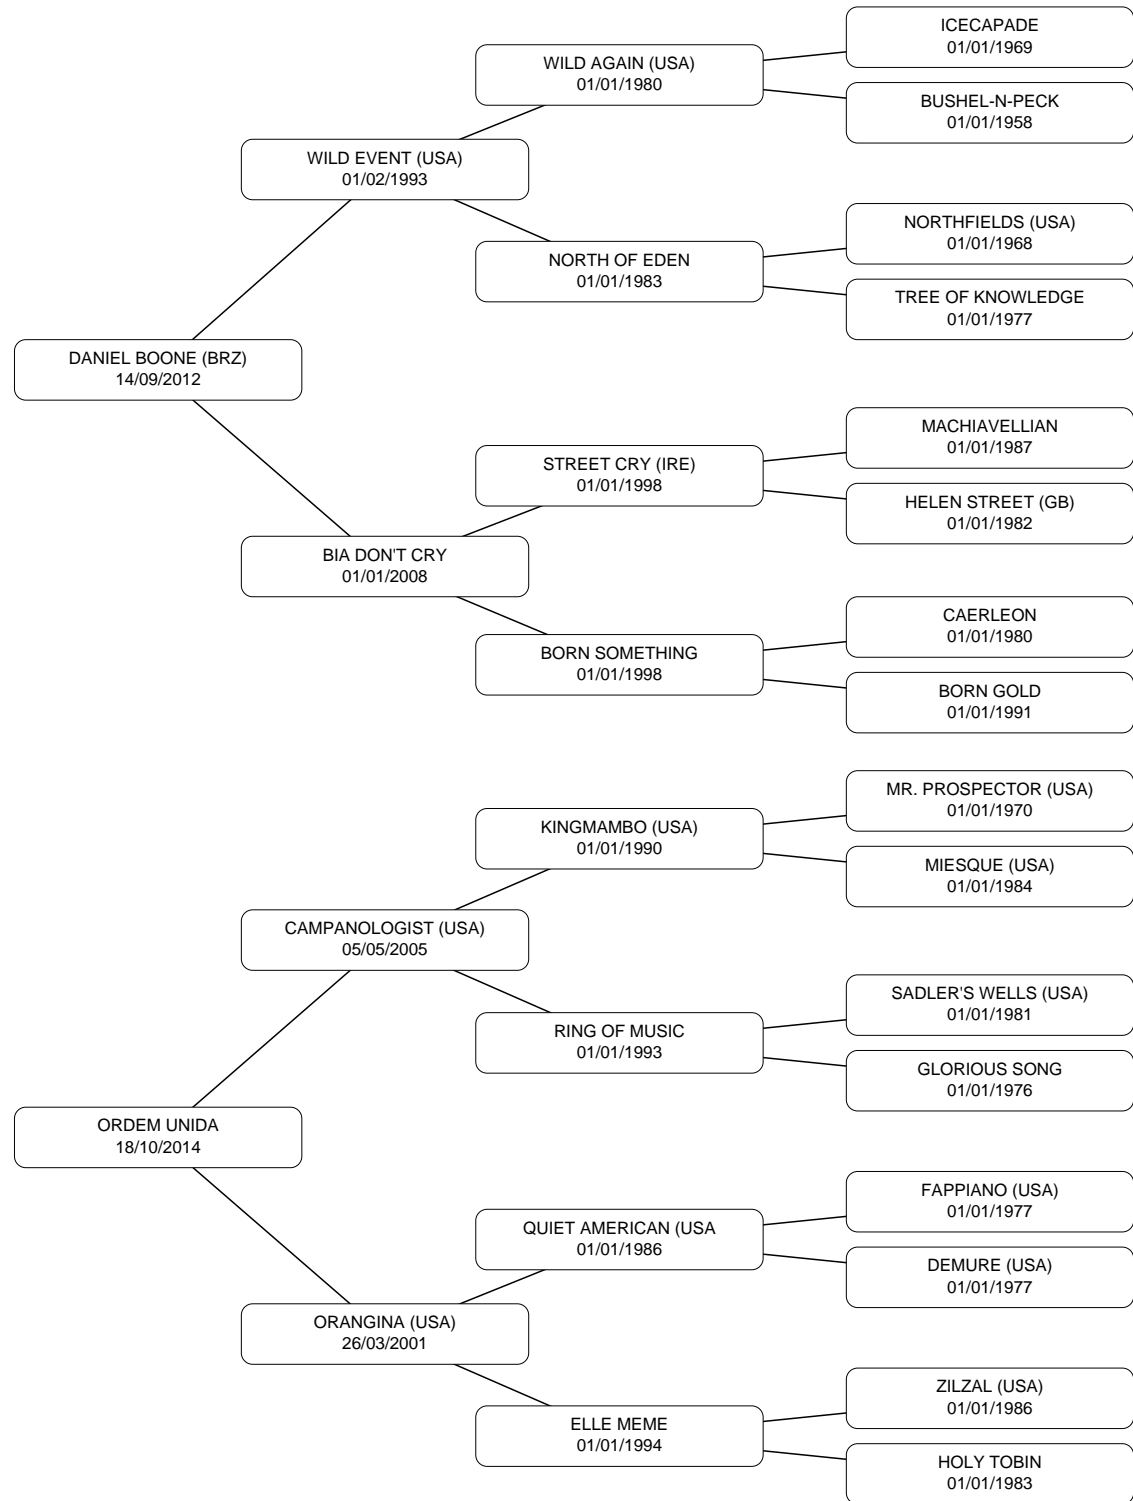 ICECAPADE
01/01/1969
WILD AGAIN (USA)
01/01/1980
BUSHEL-N-PECK
01/01/1958
WILD EVENT (USA)
01/02/1993
NORTHFIELDS (USA)
01/01/1968
NORTH OF EDEN
01/01/1983
TREE OF KNOWLEDGE
01/01/1977
DANIEL BOONE (BRZ)
14/09/2012
MACHIAVELLIAN
01/01/1987
STREET CRY (IRE)
01/01/1998
HELEN STREET (GB)
01/01/1982
BIA DON'T CRY
01/01/2008
CAERLEON
01/01/1980
BORN SOMETHING
01/01/1998
BORN GOLD
01/01/1991
MR. PROSPECTOR (USA)
01/01/1970
KINGMAMBO (USA)
01/01/1990
MIESQUE (USA)
01/01/1984
CAMPANOLOGIST (USA)
05/05/2005
SADLER'S WELLS (USA)
01/01/1981
RING OF MUSIC
01/01/1993
GLORIOUS SONG
01/01/1976
ORDEM UNIDA
18/10/2014
FAPPIANO (USA)
01/01/1977
QUIET AMERICAN (USA
01/01/1986
DEMURE (USA)
01/01/1977
ORANGINA (USA)
26/03/2001
ZILZAL (USA)
01/01/1986
ELLE MEME
01/01/1994
HOLY TOBIN
01/01/1983